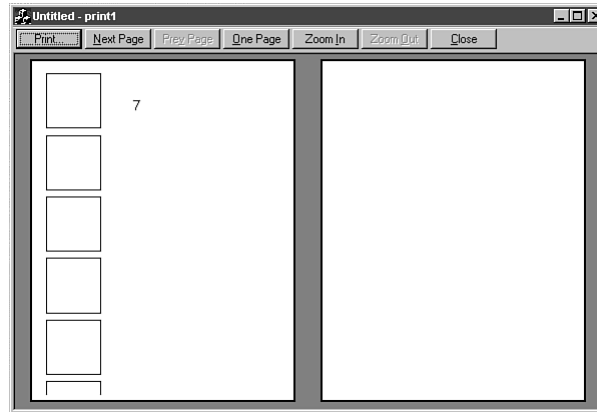 Untitled - print1
Print... Next Page Prev Page One Page Zoom In Zoom Out Close
7